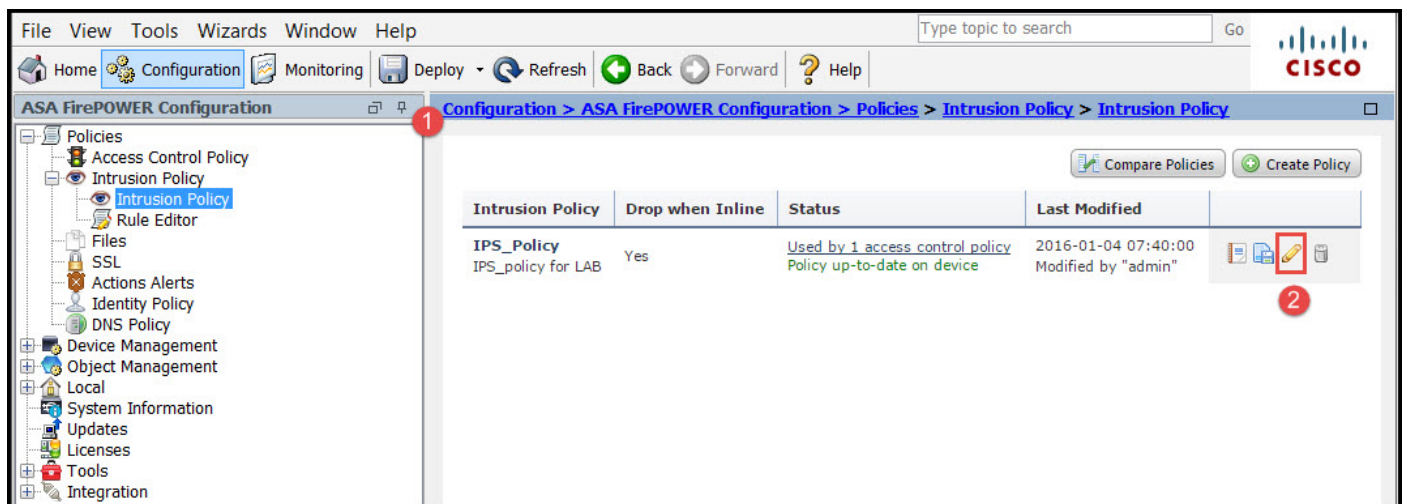 File View Tools Wizards Window Help
Type topic to search
Go
Home Configuration Monitoring Deploy Refresh Back Forward Help
CISCO
ASA FirePOWER Configuration
1
Configuration > ASA FirePOWER Configuration > Policies > Intrusion Policy > Intrusion Policy
Policies
Access Control Policy
Intrusion Policy
Intrusion Policy
Rule Editor
Files
SSL
Actions Alerts
Identity Policy
DNS Policy
Device Management
Object Management
Local
System Information
Updates
Licenses
Tools
Integration
Compare Policies
Create Policy
Intrusion Policy Drop when Inline Status Last Modified
IPS_Policy Yes Used by 1 access control policy 2016-01-04 07:40:00
IPS_policy for LAB Policy up-to-date on device Modified by "admin"
2